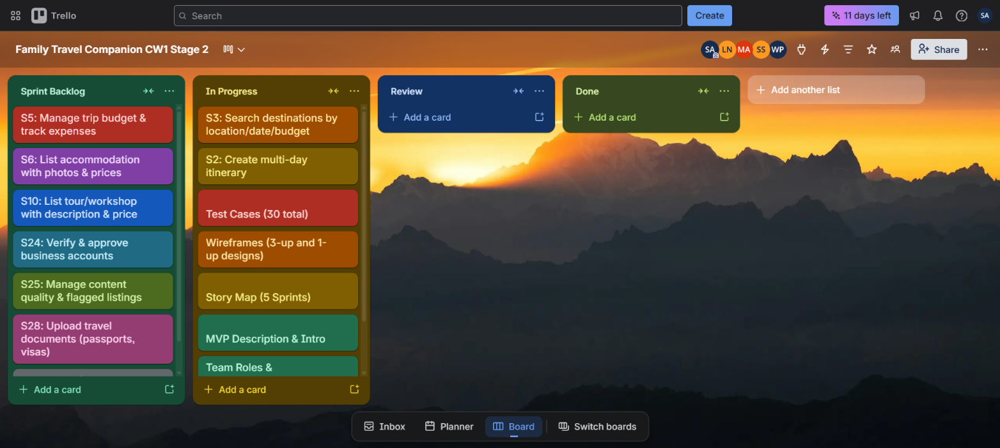 Trello
Search
Create
11 days left
SA
Family Travel Companion CW1 Stage 2
SA LN MA SS WP
Share
Sprint Backlog
S5: Manage trip budget &
track expenses
S6: List accommodation
with photos & prices
S10: List tour/workshop
with description & price
S24: Verify & approve
business accounts
S25: Manage content
quality & flagged listings
S28: Upload travel
documents (passports,
visas)
Add a card
In Progress
S3: Search destinations by
location/date/budget
S2: Create multi-day
itinerary
Test Cases (30 total)
Wireframes (3-up and 1-
up designs)
Story Map (5 Sprints)
MVP Description & Intro
Team Roles &
Add a card
Review
Add a card
Done
Add a card
Add another list
Inbox
Planner
Board
Switch boards